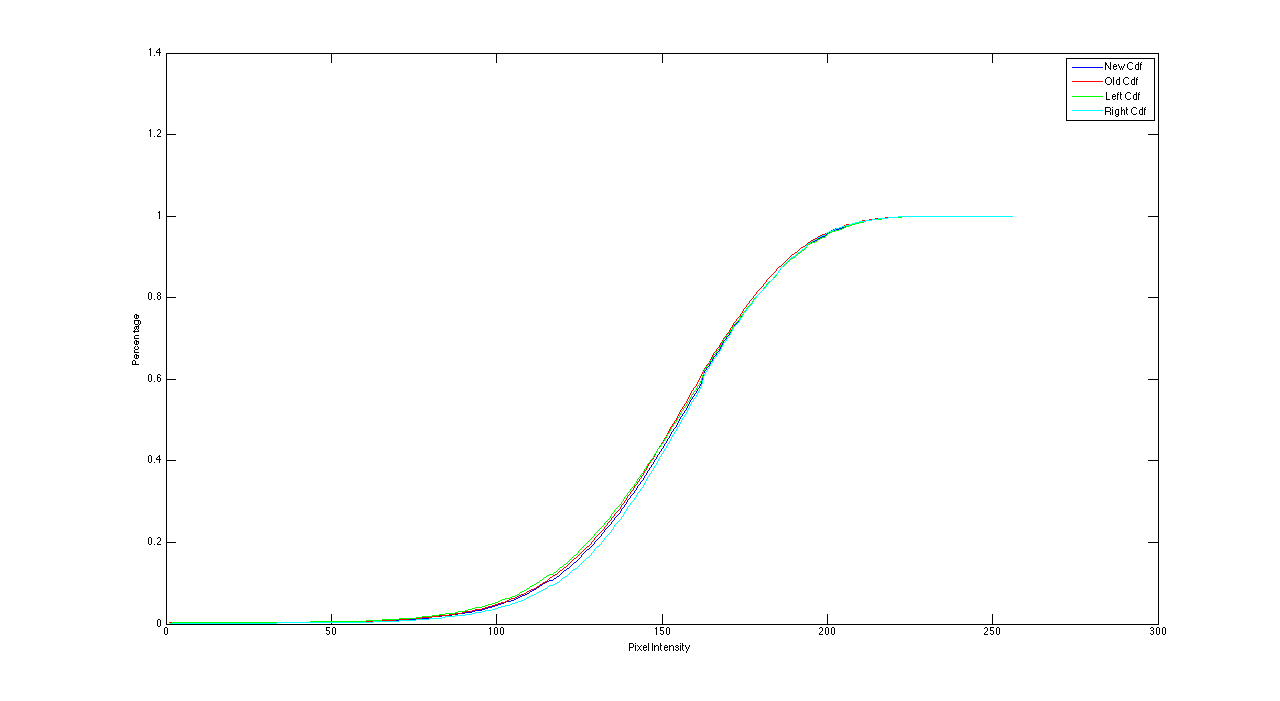 1.4
1.2
1
0.8
0.6
0.4
0.2
0
Percentage
New Cdf
Old Cdf
Left Cdf
Right Cdf
0 50 100 150 200 250 300
Pixel Intensity